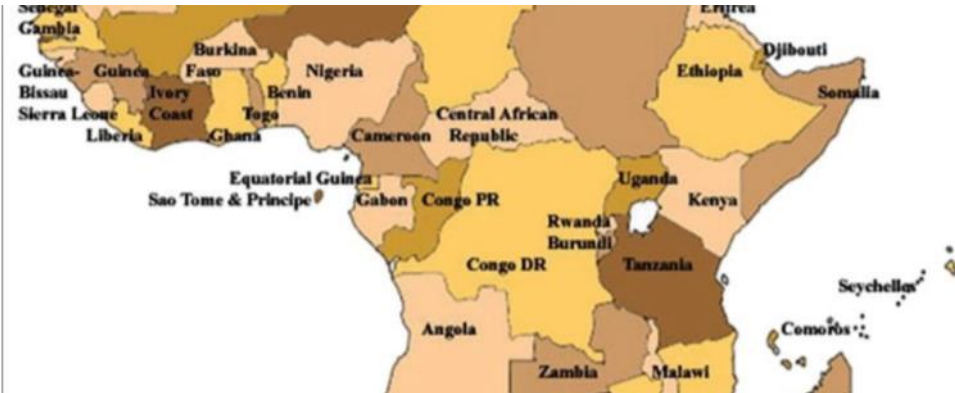 Senegal
Eritrea
Gambia
Burkina
Faso
Djibouti
Guinea-
Bissau
Guinea
Nigeria
Ethiopia
Ivory
Coast
Benin
Somalia
Sierra Leone
Togo
Central African
Republic
Liberia
Ghana
Cameroon
Equatorial Guinea
Uganda
Sao Tome & Principe
Gabon
Congo PR
Kenya
Rwanda
Burundi
Congo DR
Tanzania
Seychelles
Angola
Comoros
Zambia
Malawi